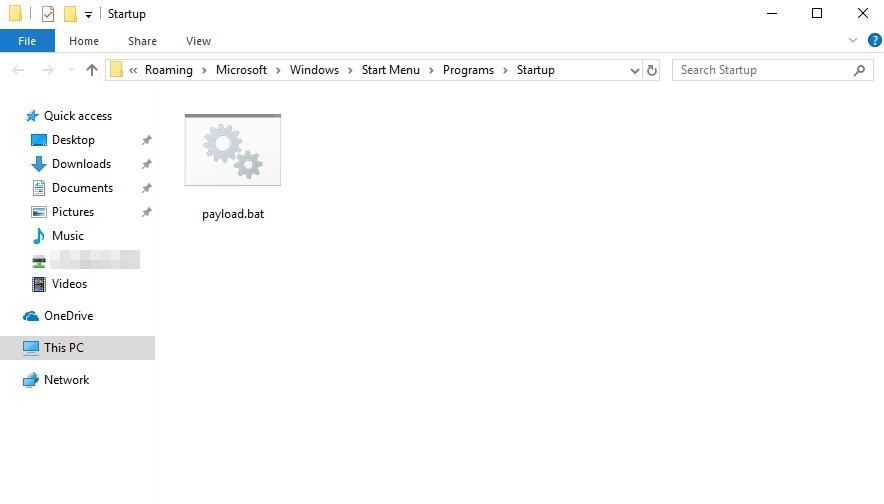 Startup
File Home Share View
Roaming Microsoft Windows Start Menu Programs Startup Search Startup
Quick access
Desktop
Downloads
Documents
Pictures
Music
Videos
OneDrive
This PC
Network
payload.bat